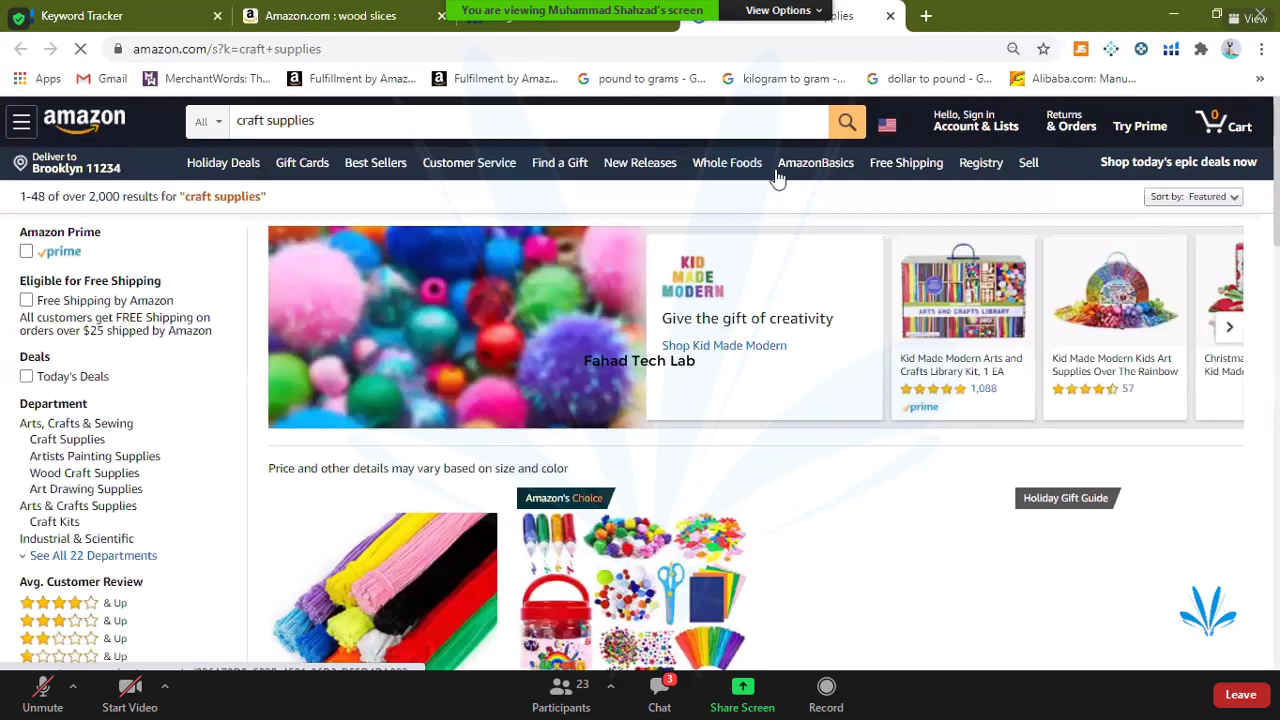 You are viewing Muhammad Shahzad's screen
View Options
Keyword Tracker
Amazon.com : wood slices
View
amazon.com/s?k=craft+supplies
Apps
Gmail
MerchantWords: Th...
Fulfillment by Amaz...
Fulfilment by Amaz...
pound to grams - G...
kilogram to gram -...
dollar to pound - G...
Alibaba.com: Manu...
amazon
All
craft supplies
Hello, Sign in
Account & Lists
Returns
& Orders
Try Prime
0
Cart
Deliver to
Brooklyn 11234
Holiday Deals
Gift Cards
Best Sellers
Customer Service
Find a Gift
New Releases
Whole Foods
AmazonBasics
Free Shipping
Registry
Sell
Shop today's epic deals now
1-48 of over 2,000 results for "craft supplies"
Sort by: Featured
Amazon Prime
prime
Eligible for Free Shipping
Free Shipping by Amazon
All customers get FREE Shipping on
orders over $25 shipped by Amazon
Deals
Today's Deals
Department
Arts, Crafts & Sewing
Craft Supplies
Artists Painting Supplies
Wood Craft Supplies
Art Drawing Supplies
Arts & Crafts Supplies
Craft Kits
Industrial & Scientific
See All 22 Departments
Avg. Customer Review
& Up
& Up
& Up
& Up
KID
MADE
MODERN
Give the gift of creativity
Shop Kid Made Modern
Fahad Tech Lab
ARTS AND CRAFTS LIBRARY
Kid Made Modern Arts and
Crafts Library Kit, 1 EA
1,088
prime
Kid Made Modern Kids Art
Supplies Over The Rainbow
57
Christma
Kid Made
Price and other details may vary based on size and color
Amazon's Choice
Holiday Gift Guide
Unmute
Start Video
23
Participants
3
Chat
Share Screen
Record
Leave